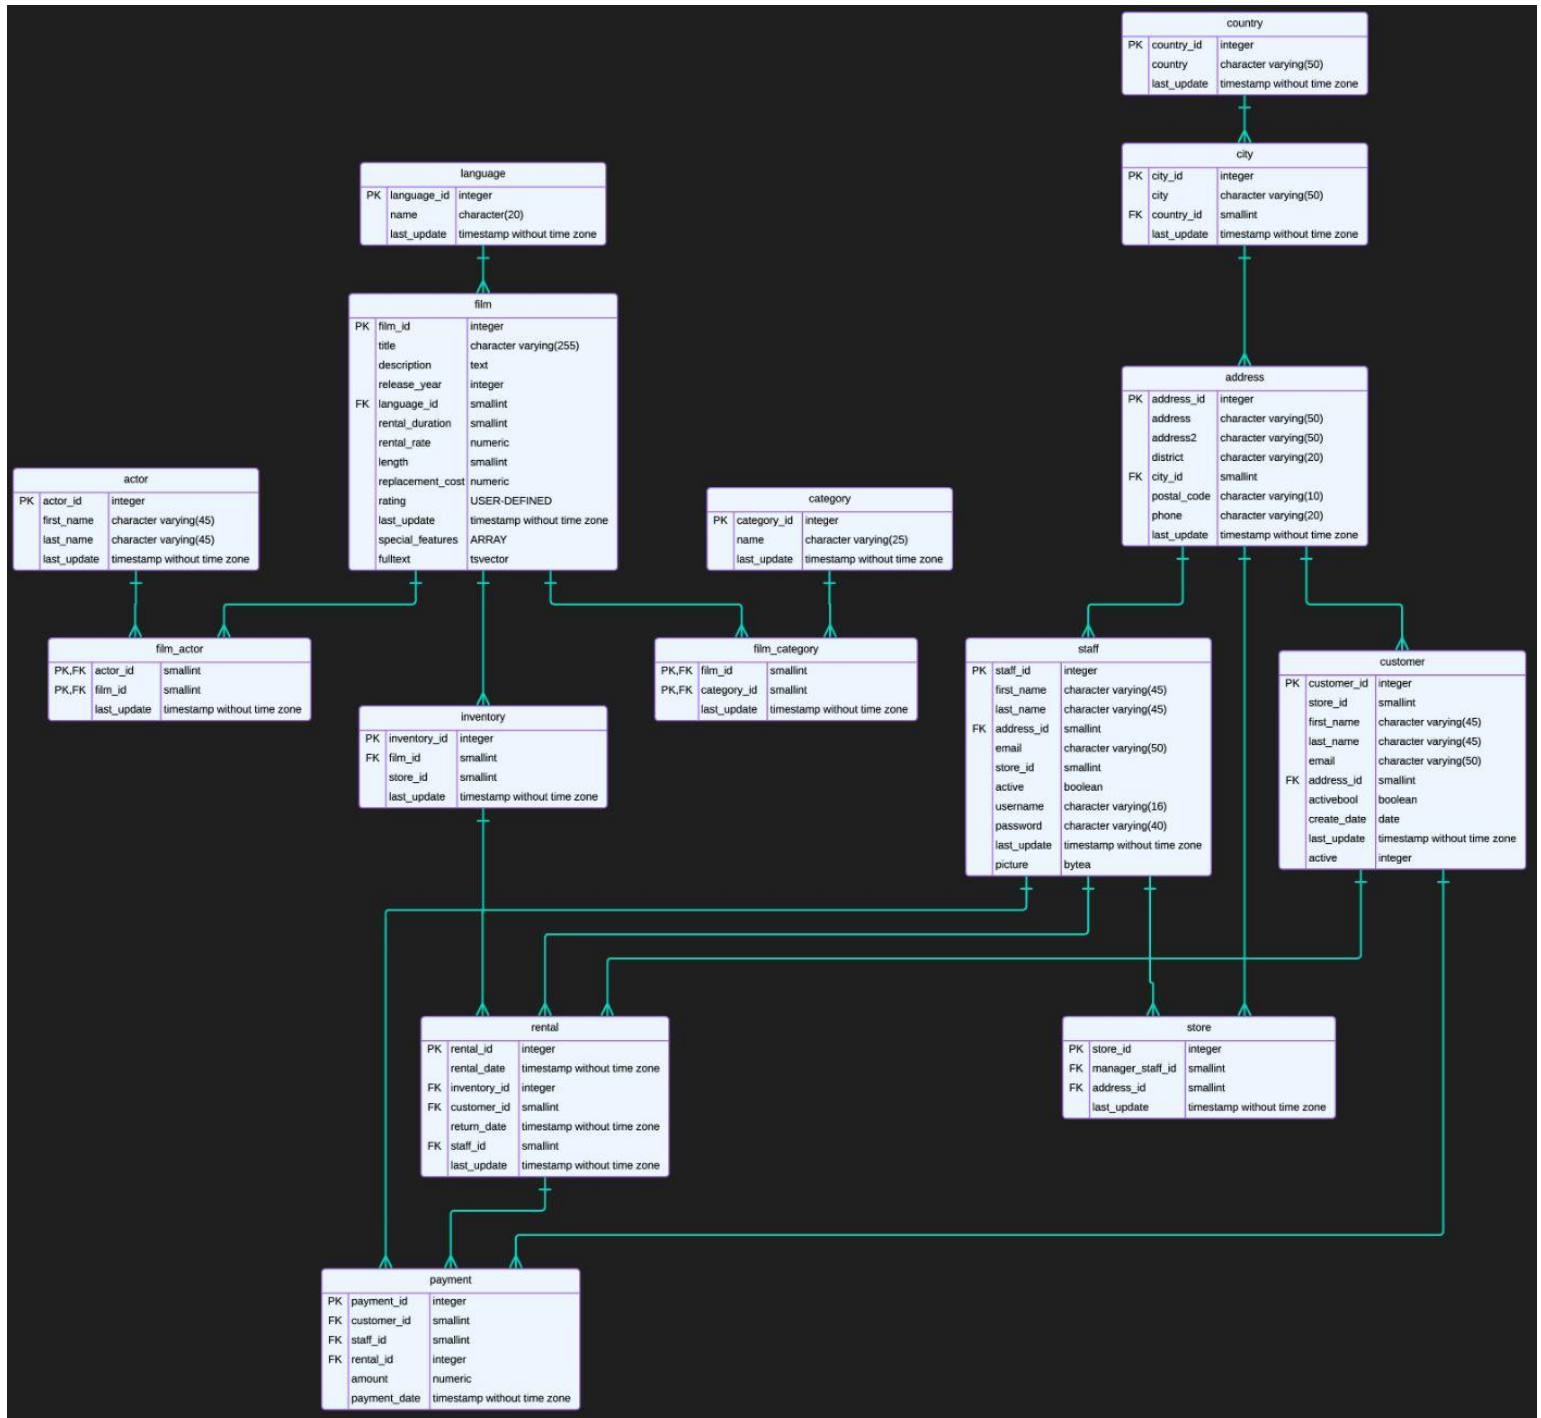 country
PK country_id integer
country character varying(50)
last_update timestamp without time zone
city
PK city_id integer
city character varying(50)
FK country_id smallint
last_update timestamp without time zone
language
PK language_id integer
name character(20)
last_update timestamp without time zone
film
PK film_id integer
title character varying(255)
description text
release_year integer
FK language_id smallint
rental_duration smallint
rental_rate numeric
length smallint
replacement_cost numeric
rating USER-DEFINED
last_update timestamp without time zone
special_features ARRAY
fulltext tsvector
address
PK address_id integer
address character varying(50)
address2 character varying(50)
district character varying(20)
FK city_id smallint
postal_code character varying(10)
phone character varying(20)
last_update timestamp without time zone
actor
PK actor_id integer
first_name character varying(45)
last_name character varying(45)
last_update timestamp without time zone
category
PK category_id integer
name character varying(25)
last_update timestamp without time zone
film_actor
PK,FK actor_id smallint
PK,FK film_id smallint
last_update timestamp without time zone
film_category
PK,FK film_id smallint
PK,FK category_id smallint
last_update timestamp without time zone
staff
PK staff_id integer
first_name character varying(45)
last_name character varying(45)
FK address_id smallint
email character varying(50)
store_id smallint
active boolean
username character varying(16)
password character varying(40)
last_update timestamp without time zone
picture bytea
customer
PK customer_id integer
store_id smallint
first_name character varying(45)
last_name character varying(45)
email character varying(50)
FK address_id smallint
activebool boolean
create_date date
last_update timestamp without time zone
active integer
inventory
PK inventory_id integer
FK film_id smallint
store_id smallint
last_update timestamp without time zone
rental
PK rental_id integer
rental_date timestamp without time zone
FK inventory_id integer
FK customer_id smallint
return_date timestamp without time zone
FK staff_id smallint
last_update timestamp without time zone
store
PK store_id integer
FK manager_staff_id smallint
FK address_id smallint
last_update timestamp without time zone
payment
PK payment_id integer
FK customer_id smallint
FK staff_id smallint
FK rental_id integer
amount numeric
payment_date timestamp without time zone